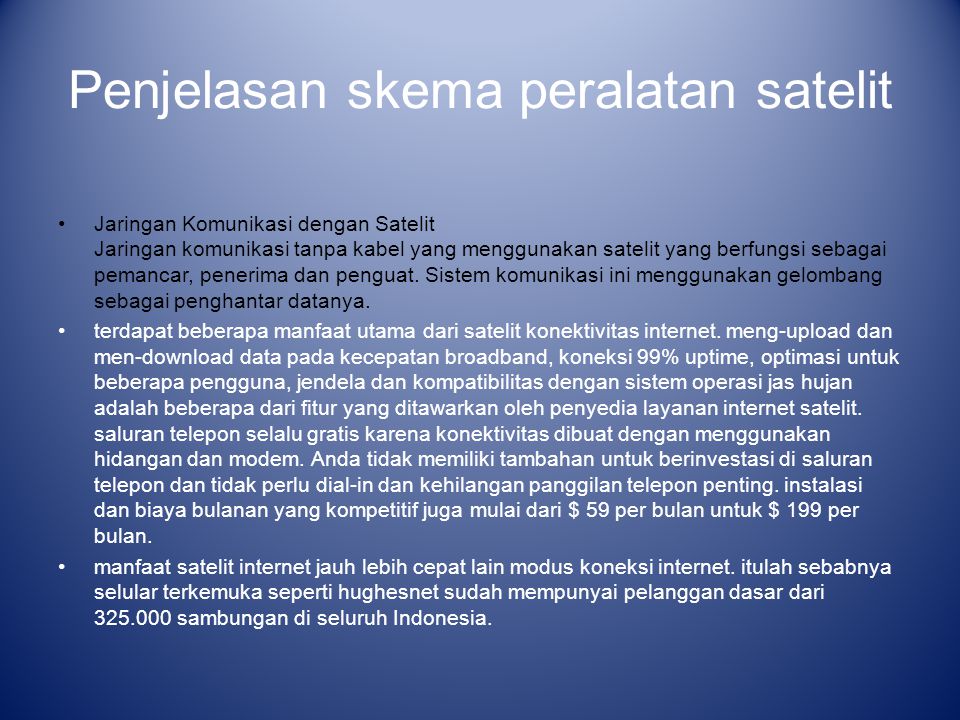 Penjelasan skema peralatan satelit
• Jaringan Komunikasi dengan Satelit
Jaringan komunikasi tanpa kabel yang menggunakan satelit yang berfungsi sebagai
pemancar, penerima dan penguat. Sistem komunikasi ini menggunakan gelombang
sebagai penghantar datanya.
• terdapat beberapa manfaat utama dari satelit konektivitas internet. meng-upload dan
men-download data pada kecepatan broadband, koneksi 99% uptime, optimasi untuk
beberapa pengguna, jendela dan kompatibilitas dengan sistem operasi jas hujan
adalah beberapa dari fitur yang ditawarkan oleh penyedia layanan internet satelit.
saluran telepon selalu gratis karena konektivitas dibuat dengan menggunakan
hidangan dan modem. Anda tidak memiliki tambahan untuk berinvestasi di saluran
telepon dan tidak perlu dial-in dan kehilangan panggilan telepon penting. instalasi
dan biaya bulanan yang kompetitif juga mulai dari $ 59 per bulan untuk $ 199 per
bulan.
• manfaat satelit internet jauh lebih cepat lain modus koneksi internet. itulah sebabnya
selular terkemuka seperti hughesnet sudah mempunyai pelanggan dasar dari
325.000 sambungan di seluruh Indonesia.